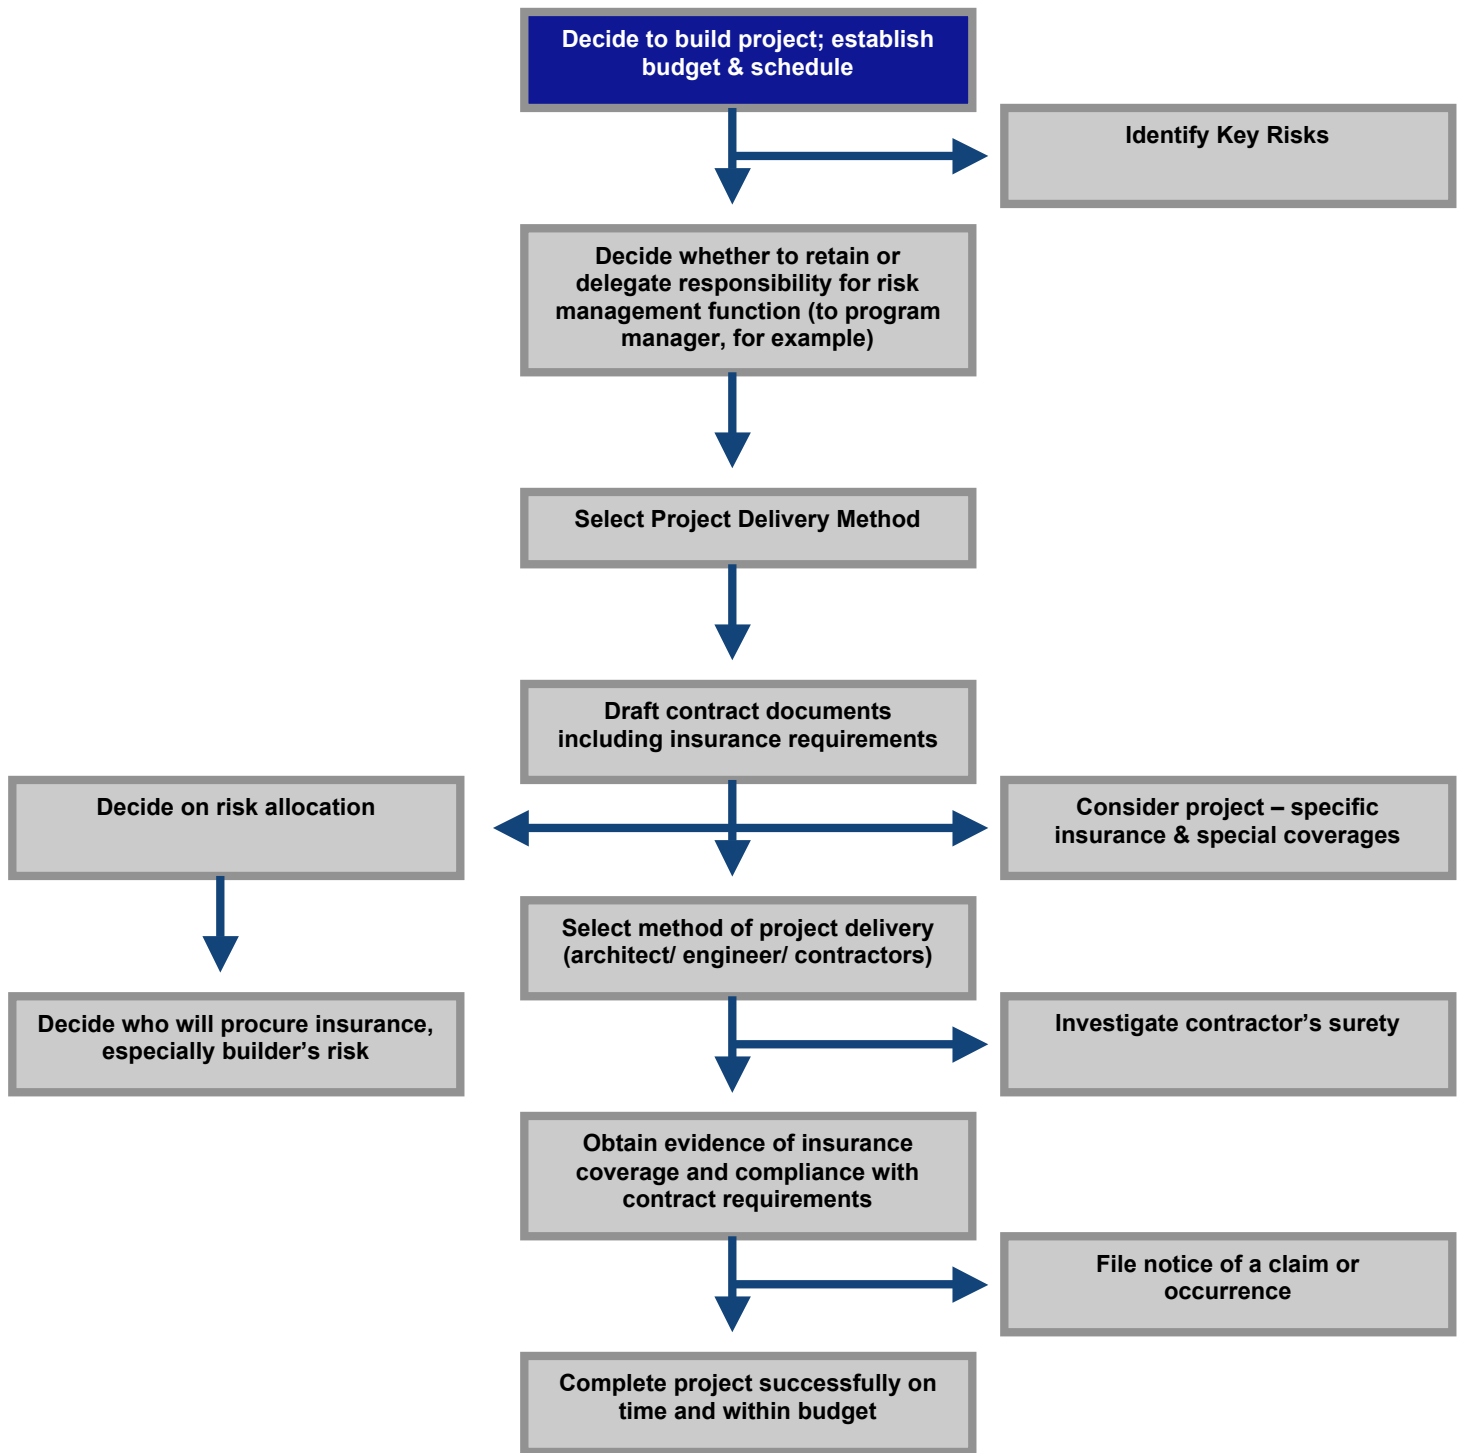 Decide to build project; establish
budget & schedule
Identify Key Risks
Decide whether to retain or
delegate responsibility for risk
management function (to program
manager, for example)
Select Project Delivery Method
Draft contract documents
including insurance requirements
Decide on risk allocation
Consider project – specific
insurance & special coverages
Select method of project delivery
(architect/ engineer/ contractors)
Decide who will procure insurance,
especially builder’s risk
Investigate contractor’s surety
Obtain evidence of insurance
coverage and compliance with
contract requirements
File notice of a claim or
occurrence
Complete project successfully on
time and within budget